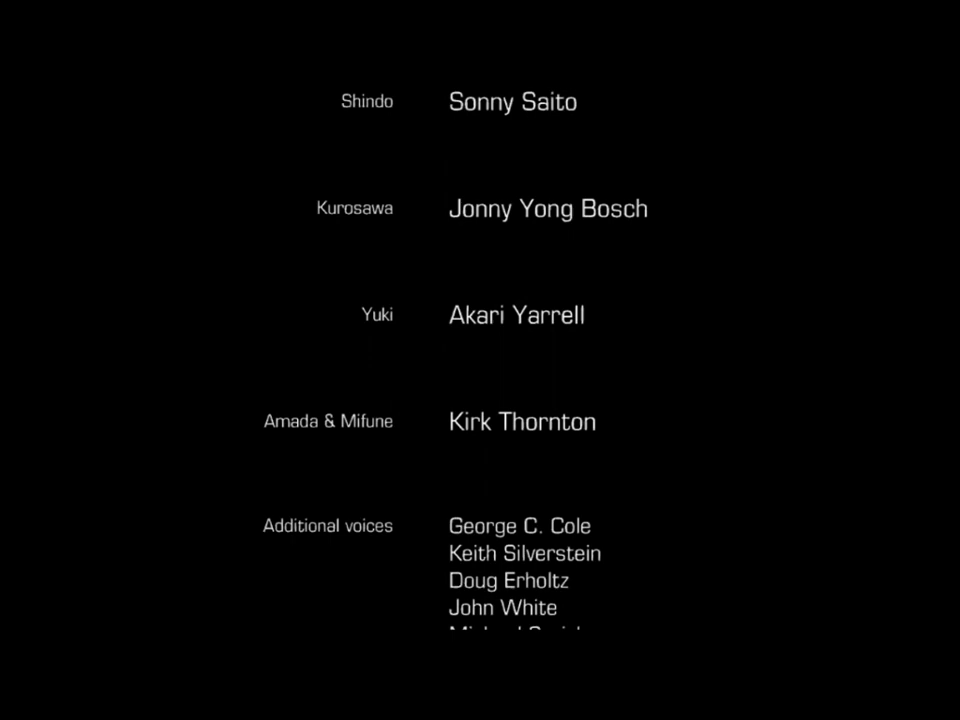 Shindo Sonny Saito
Kurosawa Jonny Yong Bosch
Yuki Akari Yarrell
Amada & Mifune Kirk Thornton
Additional voices George C. Cole
Keith Silverstein
Doug Erholtz
John White